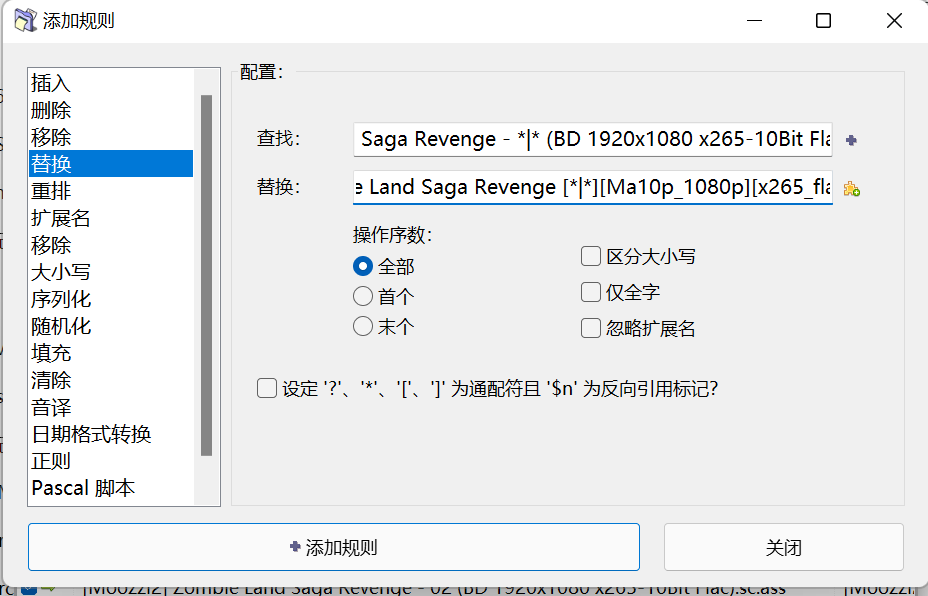 添加规则
插入
删除
移除
替换
重排
扩展名
移除
大小写
序列化
随机化
填充
清除
音译
日期格式转换
正则
Pascal 脚本
配置：
查找：
Saga Revenge - *|* (BD 1920x1080 x265-10Bit Fla
替换：
e Land Saga Revenge [*|*][Ma10p_1080p][x265_fla
操作序数：
全部
首个
末个
区分大小写
仅全字
忽略扩展名
设定 '?'、'*'、'['、']' 为通配符且 '$n' 为反向引用标记?
添加规则
关闭
[Moozzi2] Zombie Land Saga Revenge - 02 (BD 1920x1080 x265-10Bit Flac).sc.ass